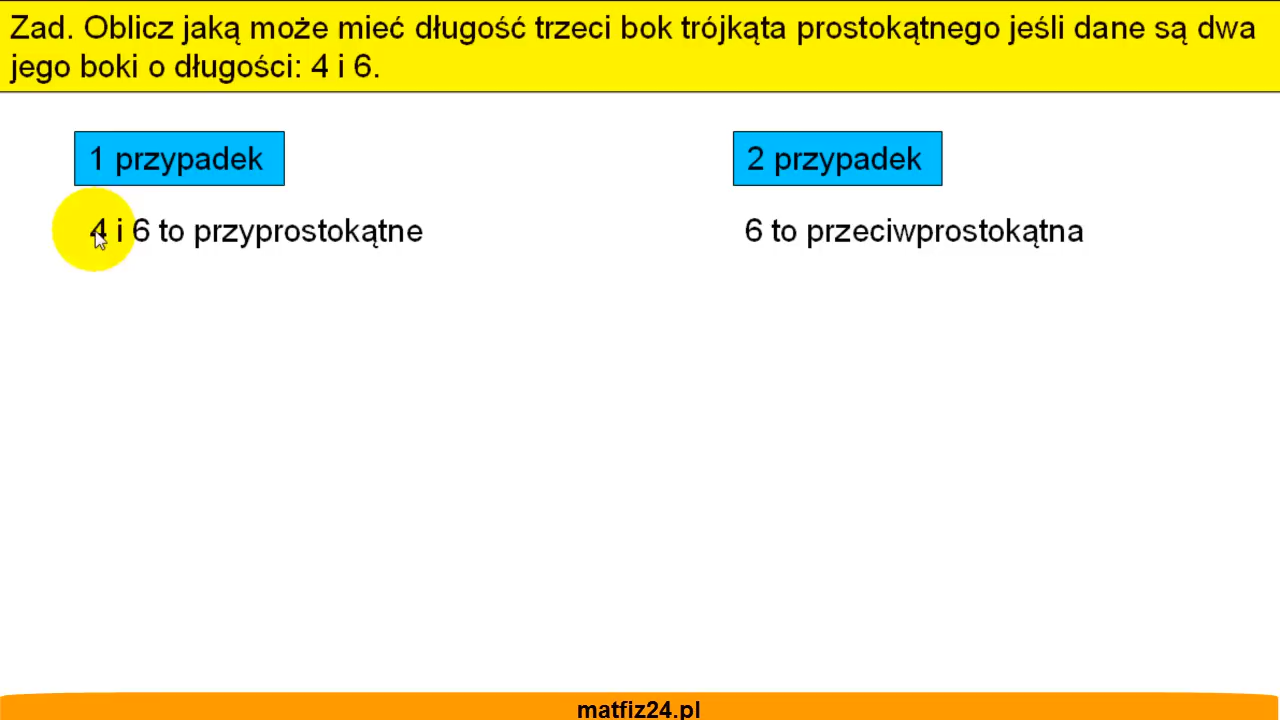 Zad. Oblicz jaką może mieć długość trzeci bok trójkąta prostokątnego jeśli dane są dwa
jego boki o długości: 4 i 6.
1 przypadek
2 przypadek
4 i 6 to przyprostokątne
6 to przeciwprostokątna
matfiz24.pl